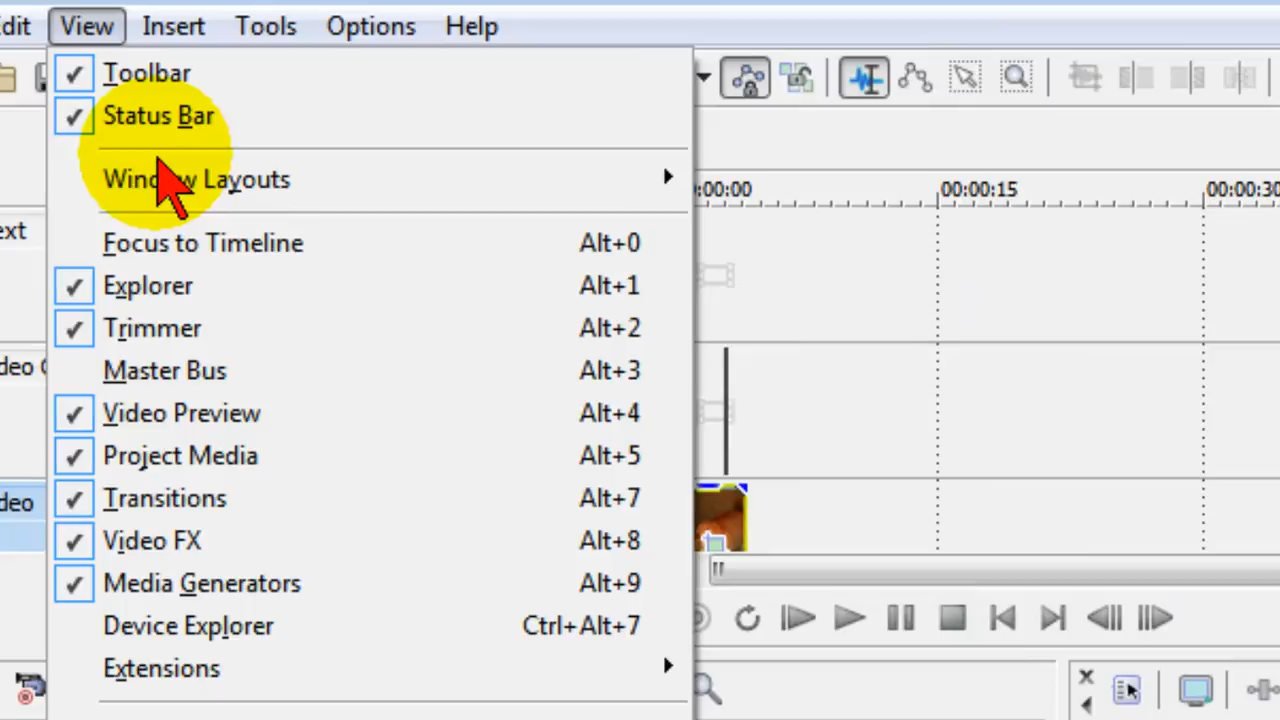 Edit View Insert Tools Options Help
Toolbar
Status Bar
Window Layouts
:00:00 00:00:15 00:00:30
Focus to Timeline Alt+0
Explorer Alt+1
Trimmer Alt+2
Master Bus Alt+3
Video Preview Alt+4
Project Media Alt+5
Transitions Alt+7
Video FX Alt+8
Media Generators Alt+9
Device Explorer Ctrl+Alt+7
Extensions